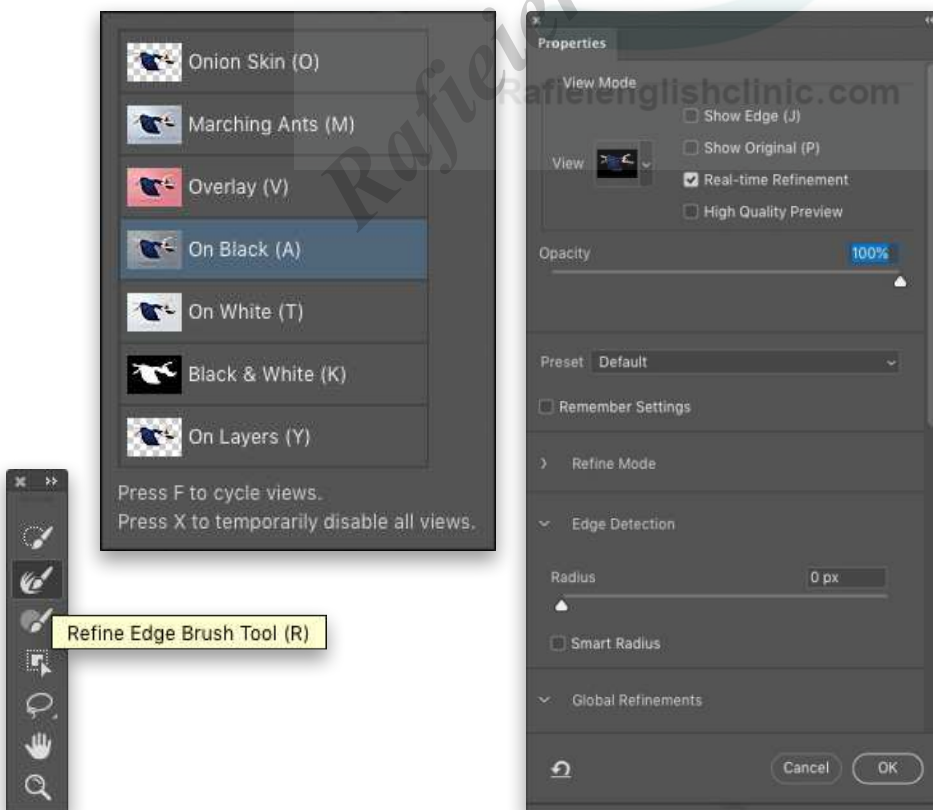 Onion Skin (O)
Marching Ants (M)
Overlay (V)
On Black (A)
On White (T)
Black & White (K)
On Layers (Y)
Press F to cycle views.
Press X to temporarily disable all views.
Refine Edge Brush Tool (R)
Properties
View Mode
Rafieienglishclinic.com
Show Edge (J)
Show Original (P)
View
Real-time Refinement
High Quality Preview
Opacity 100%
Preset Default
Remember Settings
Refine Mode
Edge Detection
Radius 0 px
Smart Radius
Global Refinements
Cancel OK